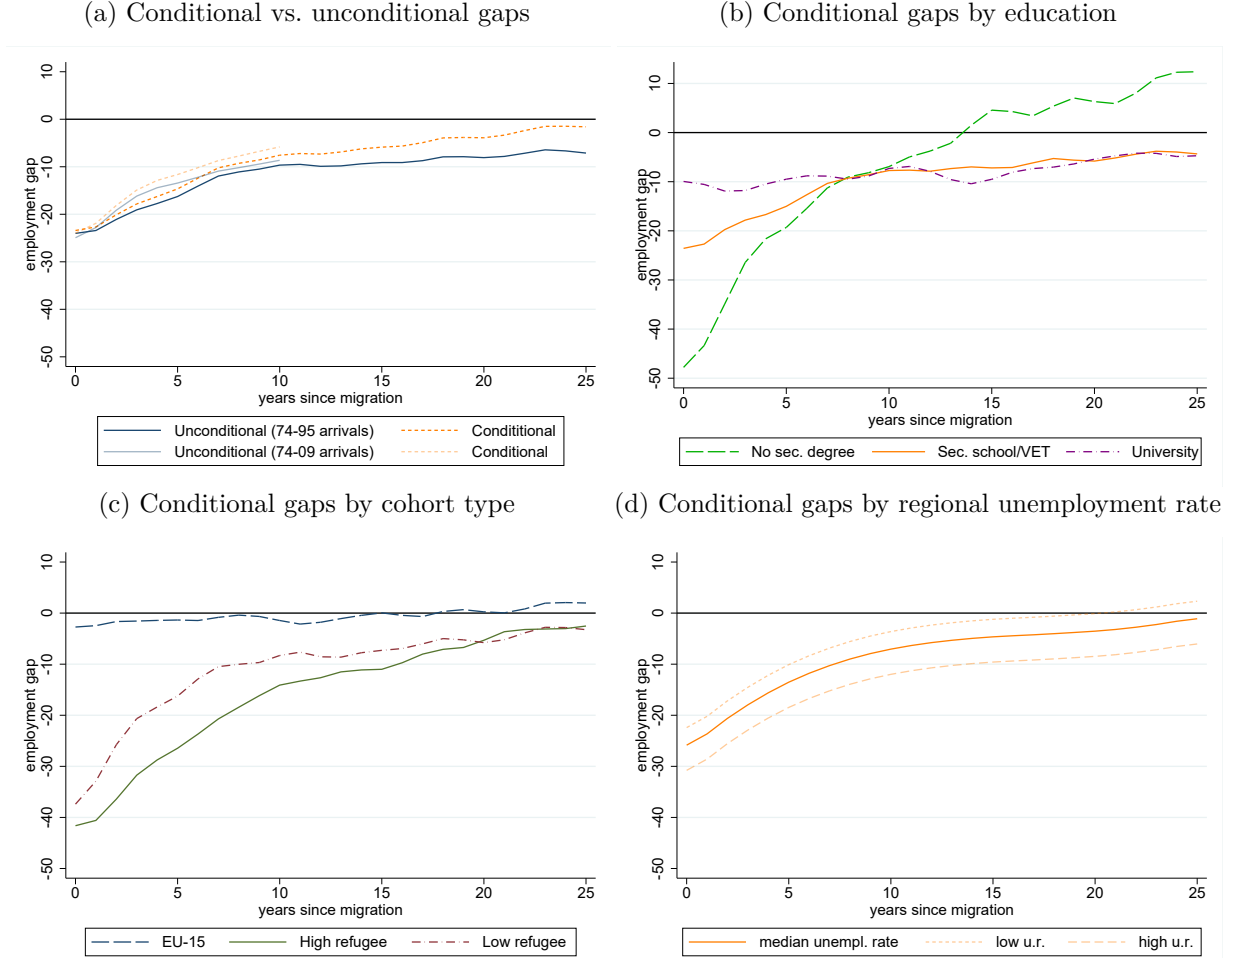 (a) Conditional vs. unconditional gaps
10
0
-10
-20
-30
-40
-50
employment gap
0 5 10 15 20 25
years since migration
Unconditional (74-95 arrivals) Condititional
Unconditional (74-09 arrivals) Conditional
(b) Conditional gaps by education
10
0
-10
-20
-30
-40
-50
employment gap
0 5 10 15 20 25
years since migration
No sec. degree Sec. school/VET University
(c) Conditional gaps by cohort type
10
0
-10
-20
-30
-40
-50
employment gap
0 5 10 15 20 25
years since migration
EU-15 High refugee Low refugee
(d) Conditional gaps by regional unemployment rate
10
0
-10
-20
-30
-40
-50
employment gap
0 5 10 15 20 25
years since migration
median unempl. rate low u.r. high u.r.